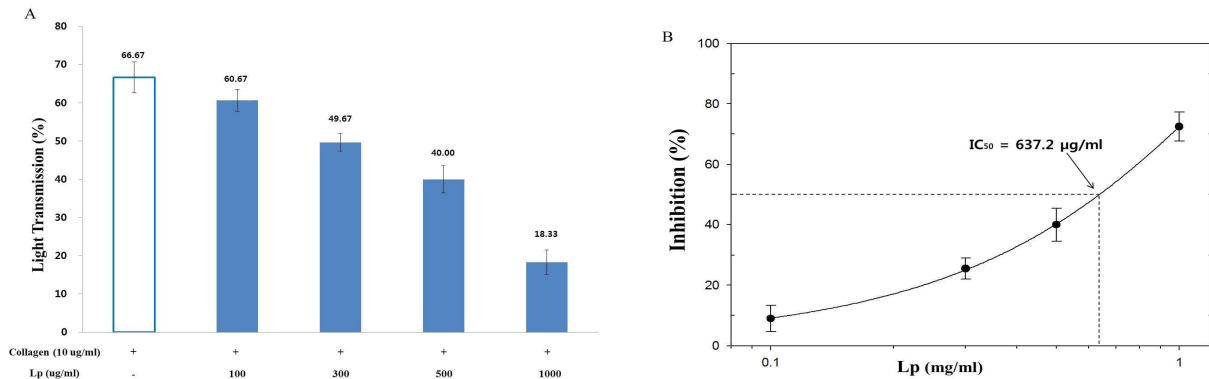 A
80
70
60
50
40
30
20
10
0
Light Transmission (%)
66.67
60.67
49.67
40.00
18.33
Collagen (10 ug/ml) + + + + +
Lp (ug/ml) - 100 300 500 1000
B
100
80
60
40
20
0
Inhibition (%)
IC₅₀ = 637.2 µg/ml
0.1 1
Lp (mg/ml)